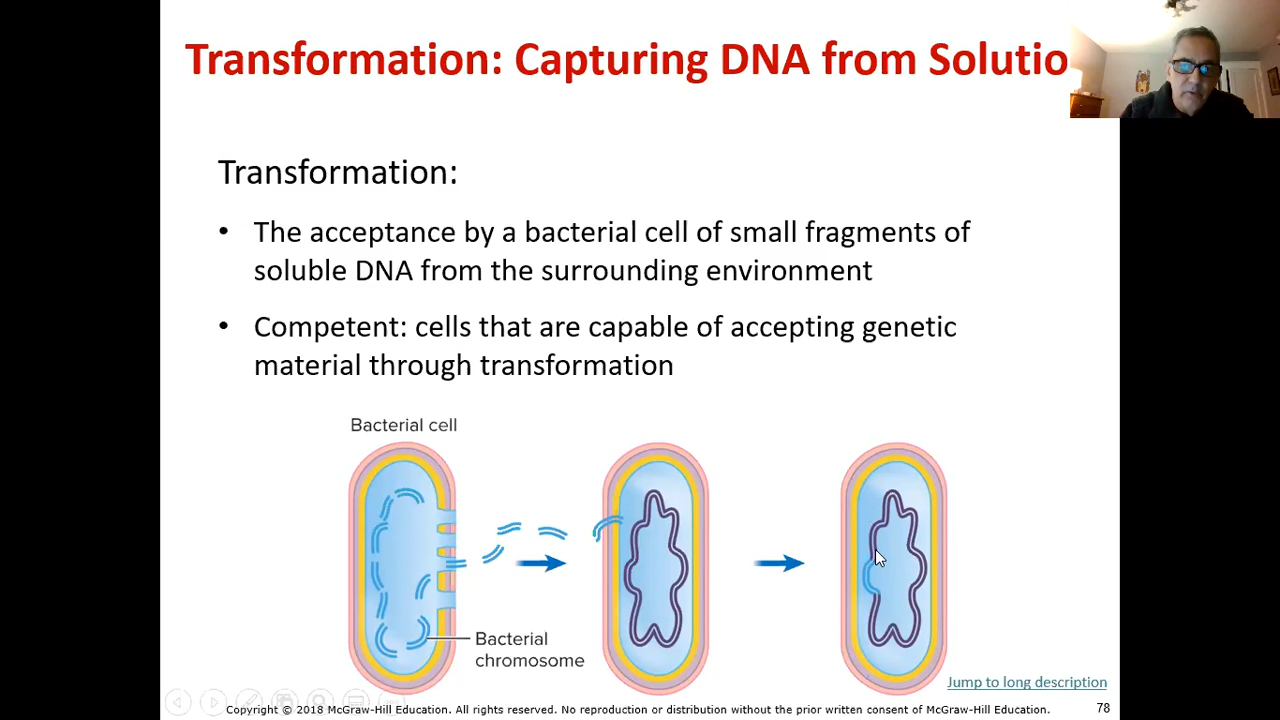 Transformation: Capturing DNA from Solutio
Transformation:
• The acceptance by a bacterial cell of small fragments of
soluble DNA from the surrounding environment
• Competent: cells that are capable of accepting genetic
material through transformation
Bacterial cell
Bacterial
chromosome
Jump to long description
Copyright © 2018 McGraw-Hill Education. All rights reserved. No reproduction or distribution without the prior written consent of McGraw-Hill Education.
78